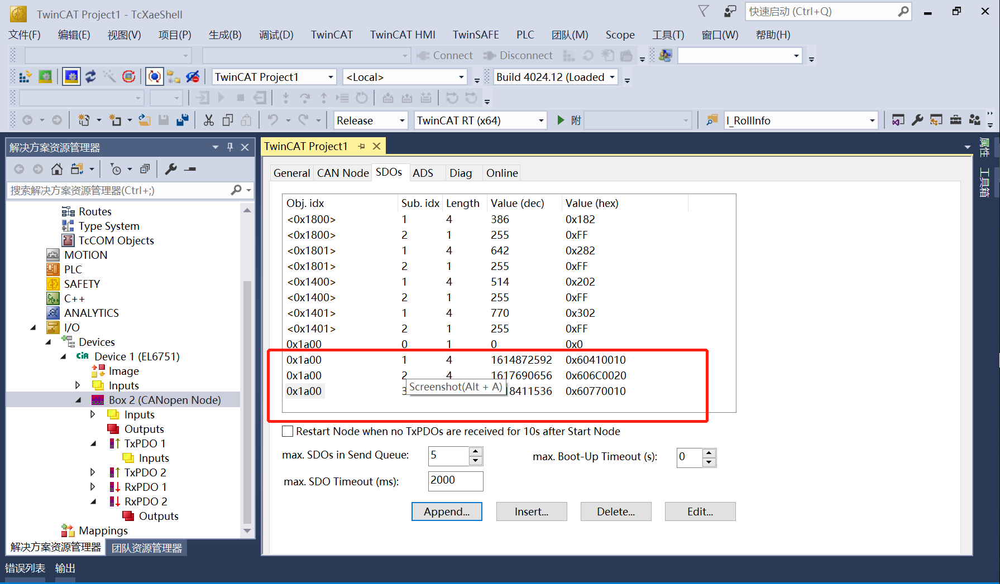 TwinCAT Project1 - TcXaeShell
快速启动 (Ctrl+Q)
文件(F) 编辑(E) 视图(V) 项目(P) 生成(B) 调试(D) TwinCAT TwinCAT HMI TwinSAFE PLC 团队(M) Scope 工具(T) 窗口(W) 帮助(H)
Connect Disconnect
TwinCAT Project1 <Local> Build 4024.12 (Loaded
Release TwinCAT RT (x64) 附 I_RollInfo
解决方案资源管理器
搜索解决方案资源管理器(Ctrl+;)
Routes
Type System
TcCOM Objects
MOTION
PLC
SAFETY
C++
ANALYTICS
I/O
Devices
Device 1 (EL6751)
Image
Inputs
Box 2 (CANopen Node)
Inputs
Outputs
TxPDO 1
Inputs
TxPDO 2
RxPDO 1
RxPDO 2
Outputs
Mappings
解决方案资源管理器 团队资源管理器
错误列表 输出
TwinCAT Project1
General CAN Node SDOs ADS Diag Online
Obj. idx Sub. idx Length Value (dec) Value (hex)
<0x1800> 1 4 386 0x182
<0x1800> 2 1 255 0xFF
<0x1801> 1 4 642 0x282
<0x1801> 2 1 255 0xFF
<0x1400> 1 4 514 0x202
<0x1400> 2 1 255 0xFF
<0x1401> 1 4 770 0x302
<0x1401> 2 1 255 0xFF
0x1a00 0 1 0 0x0
0x1a00 1 4 1614872592 0x60410010
0x1a00 2 4 1617690656 0x606C0020
0x1a00 3 18411536 0x60770010
Screenshot(Alt + A)
Restart Node when no TxPDOs are received for 10s after Start Node
max. SDOs in Send Queue: 5 max. Boot-Up Timeout (s): 0
max. SDO Timeout (ms): 2000
Append... Insert... Delete... Edit...
属性
工具箱